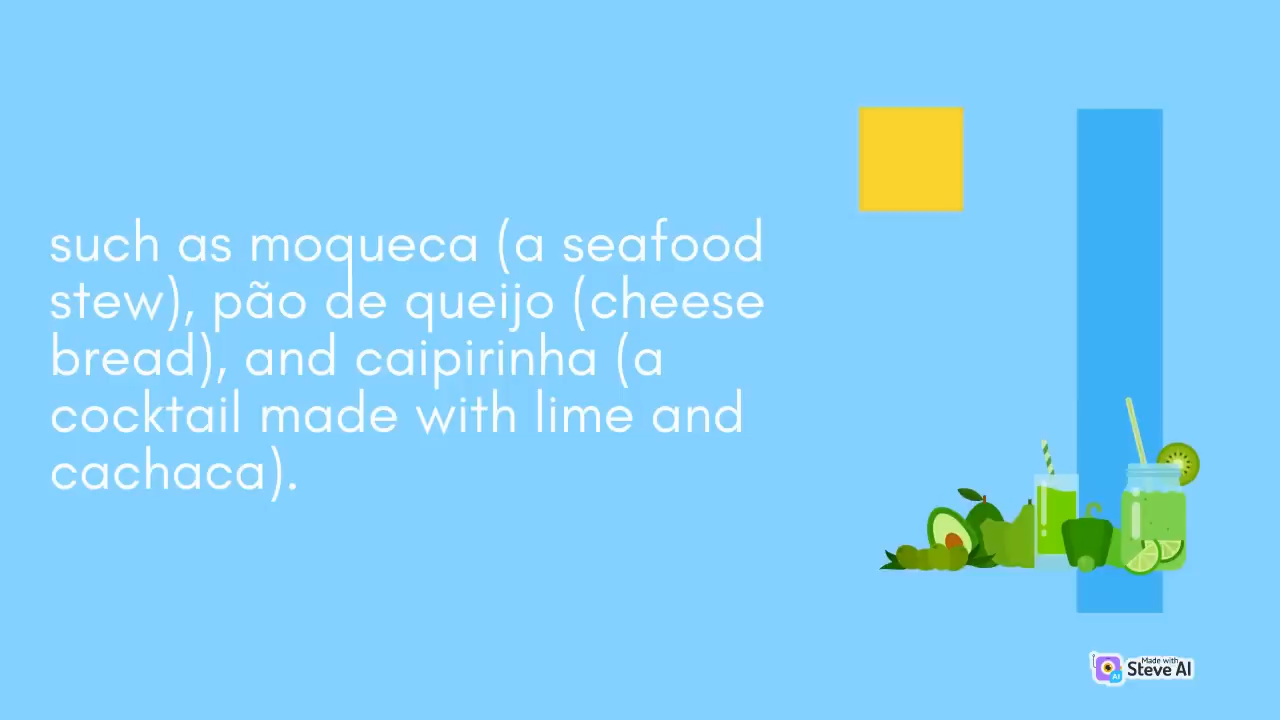 such as moqueca (a seafood
stew), pão de queijo (cheese
bread), and caipirinha (a
cocktail made with lime and
cachaca).
Made with
Steve AI
AI